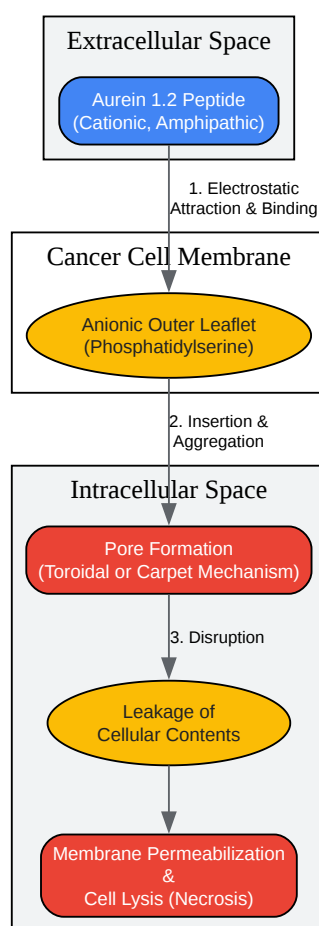 Extracellular Space
Aurein 1.2 Peptide
(Cationic, Amphipathic)
1. Electrostatic
Attraction & Binding
Cancer Cell Membrane
Anionic Outer Leaflet
(Phosphatidylserine)
2. Insertion &
Aggregation
Intracellular Space
Pore Formation
(Toroidal or Carpet Mechanism)
3. Disruption
Leakage of
Cellular Contents
Membrane Permeabilization
&
Cell Lysis (Necrosis)